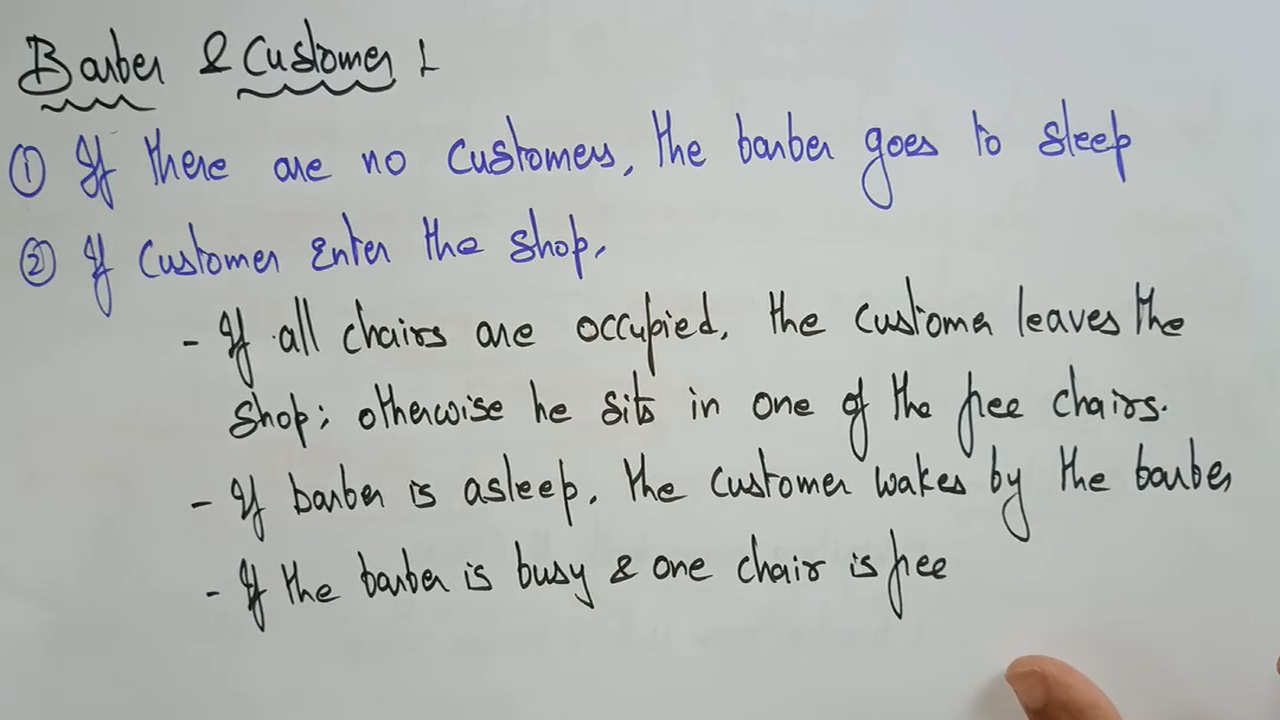 Barber & Customer :
① If there are no customers, the barber goes to sleep
② If customer Enter the shop,
- If all chairs are occupied, the customer leaves the
shop; otherwise he sits in one of the free chairs.
- If barber is asleep, the customer wakes by the barber
- If the barber is busy & one chair is free